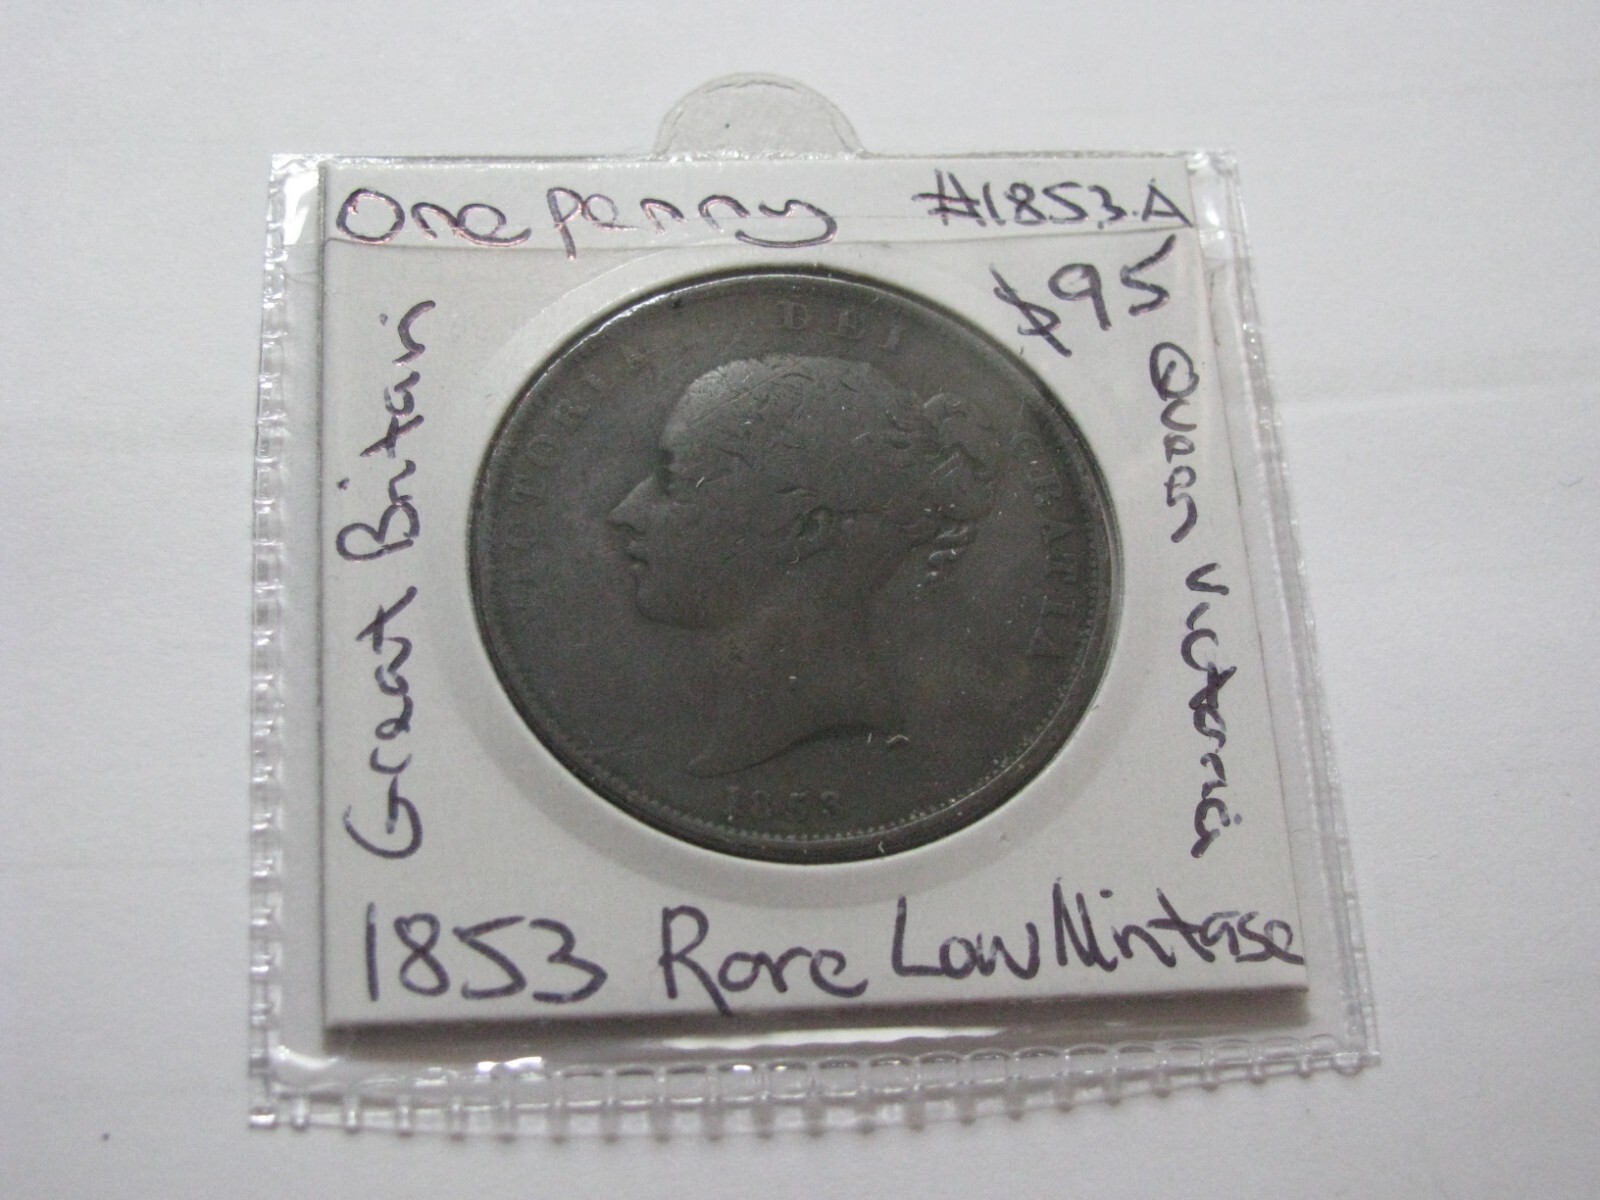 One penny #1853.A
$95
Great Britain
Queen Victoria
VICTORIA DEI GRATIA
1853
1853 Rare Low Mintage